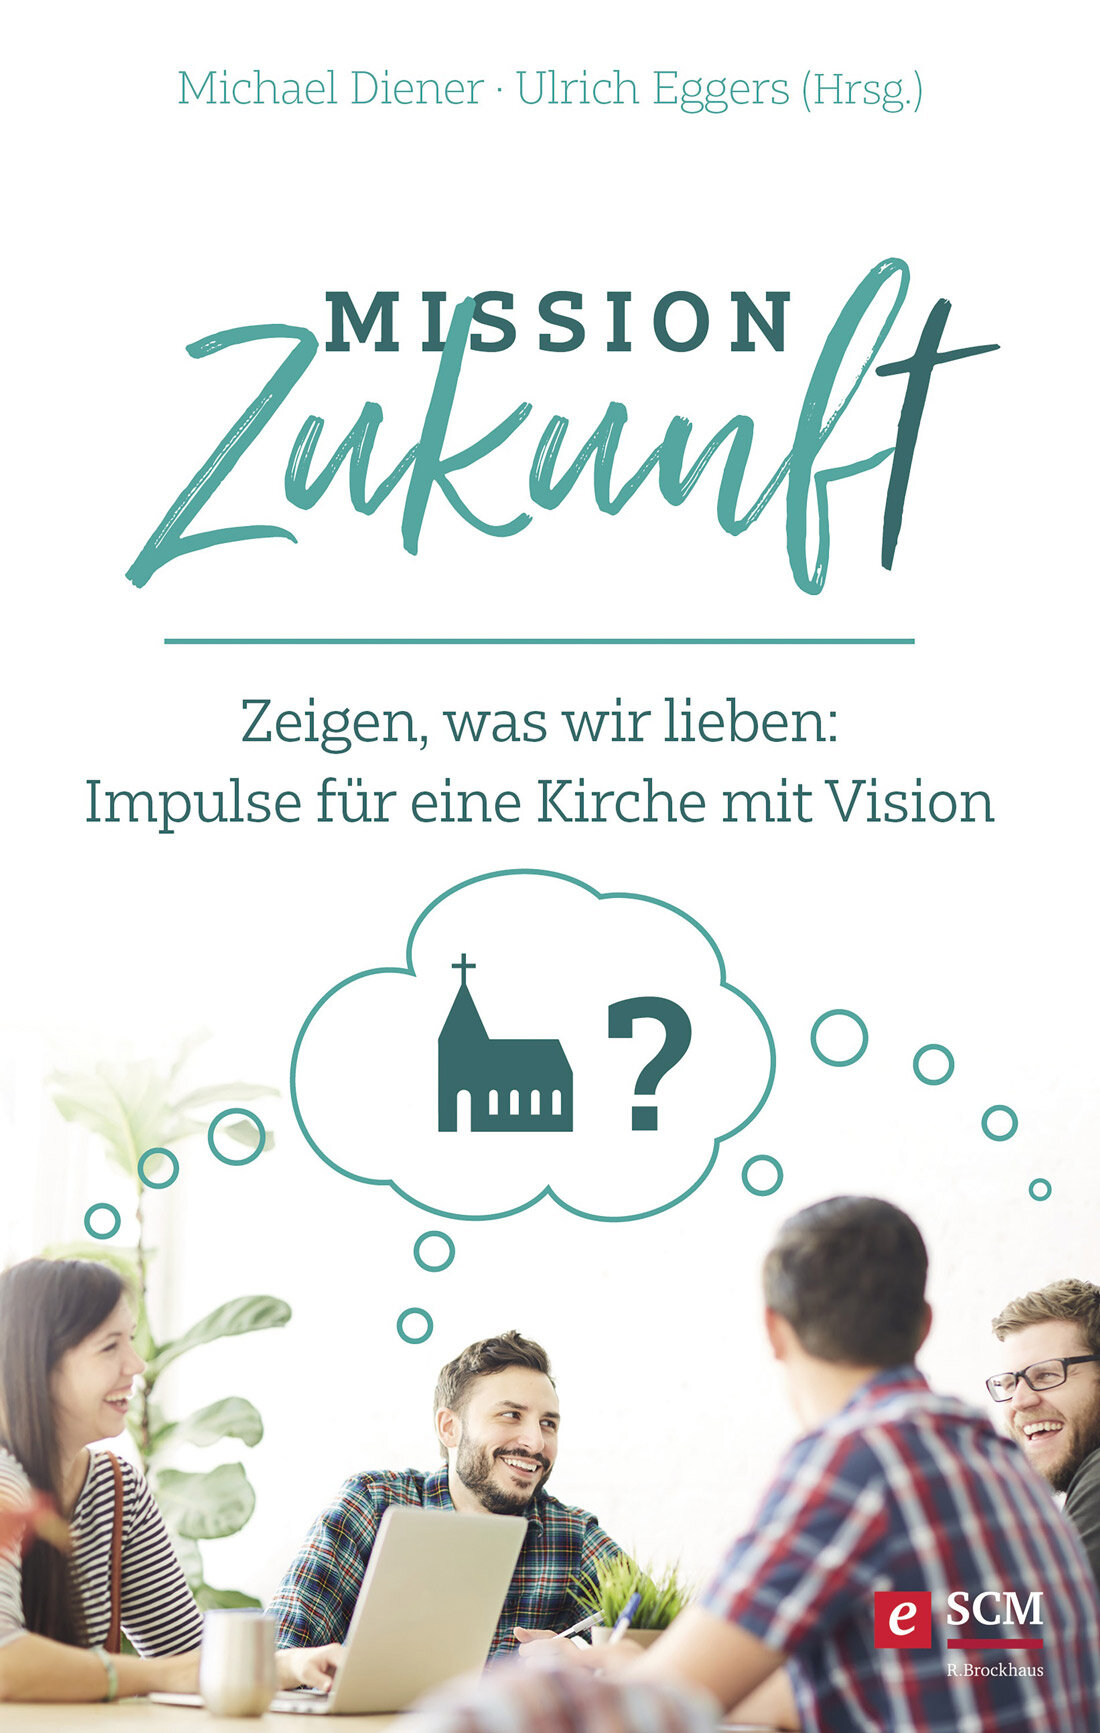 Michael Diener · Ulrich Eggers (Hrsg.)
MISSION
Zukunft
Zeigen, was wir lieben:
Impulse für eine Kirche mit Vision
?
e
SCM
R.Brockhaus